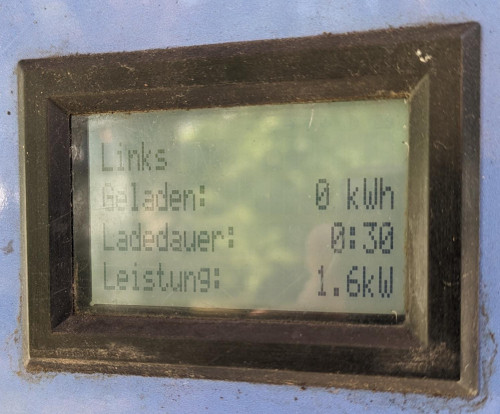 Links
Geladen: 0 kWh
Ladedauer: 0:30
Leistung: 1.6kW